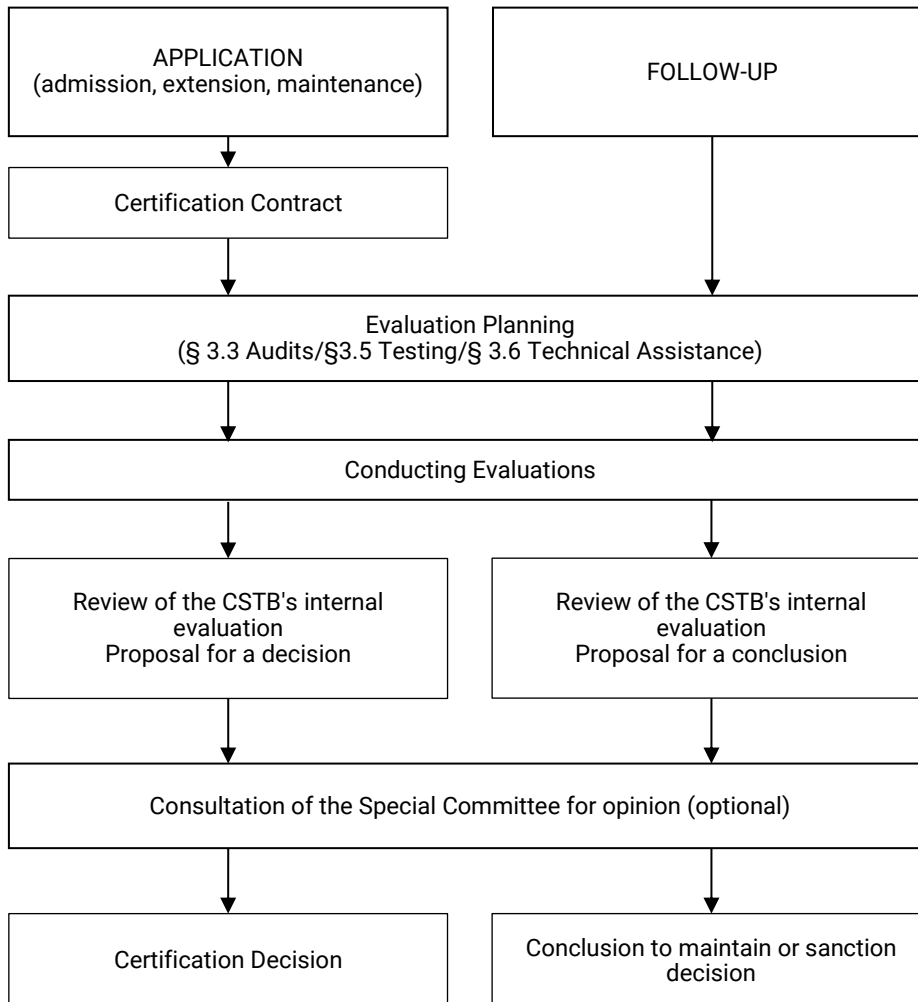 APPLICATION
(admission, extension, maintenance)
FOLLOW-UP
Certification Contract
Evaluation Planning
(§ 3.3 Audits/§3.5 Testing/§ 3.6 Technical Assistance)
Conducting Evaluations
Review of the CSTB's internal
evaluation
Proposal for a decision
Review of the CSTB's internal
evaluation
Proposal for a conclusion
Consultation of the Special Committee for opinion (optional)
Certification Decision
Conclusion to maintain or sanction
decision